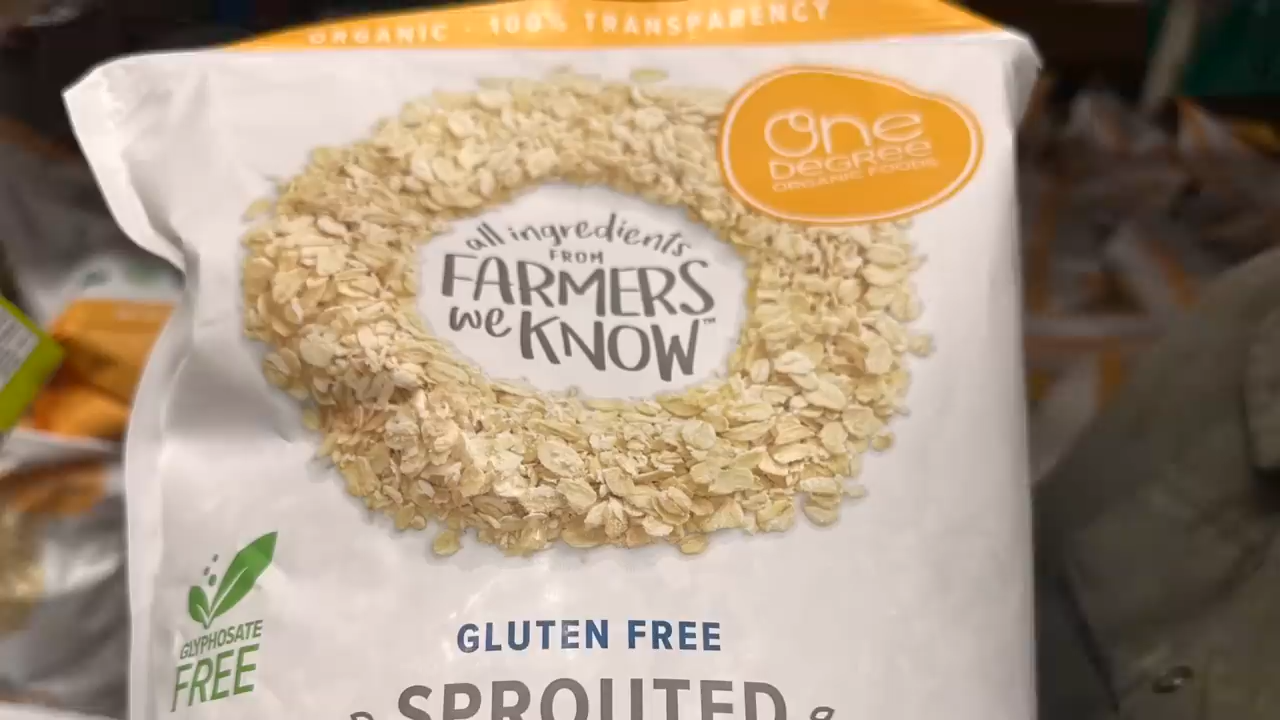 ORGANIC · 100% TRANSPARENCY
One
DEGREE
ORGANIC FOODS
all ingredients
FROM
FARMERS
we KNOW™
GLYPHOSATE
FREE
GLUTEN FREE
SPROUTED